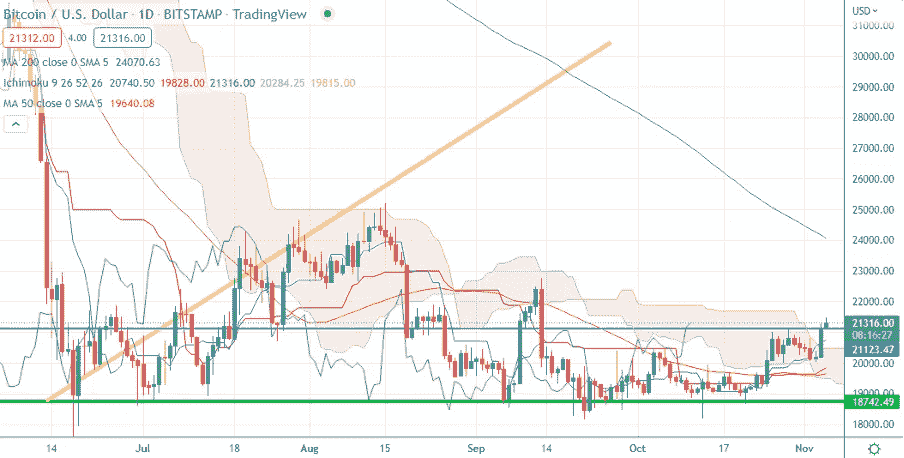 Bitcoin / U.S. Dollar · 1D · BITSTAMP · TradingView
USD
21312.00 4.00 21316.00
MA 200 close 0 SMA 5 24070.63
Ichimoku 9 26 52 26 20740.50 19828.00 21316.00 20284.25 19815.00
MA 50 close 0 SMA 5 19640.08
31000.00
30000.00
29000.00
28000.00
27000.00
26000.00
25000.00
24000.00
23000.00
22000.00
21316.00
08:16:27
21123.47
20000.00
19000.00
18742.49
18000.00
14 Jul 18 Aug 15 Sep 14 Oct 17 Nov